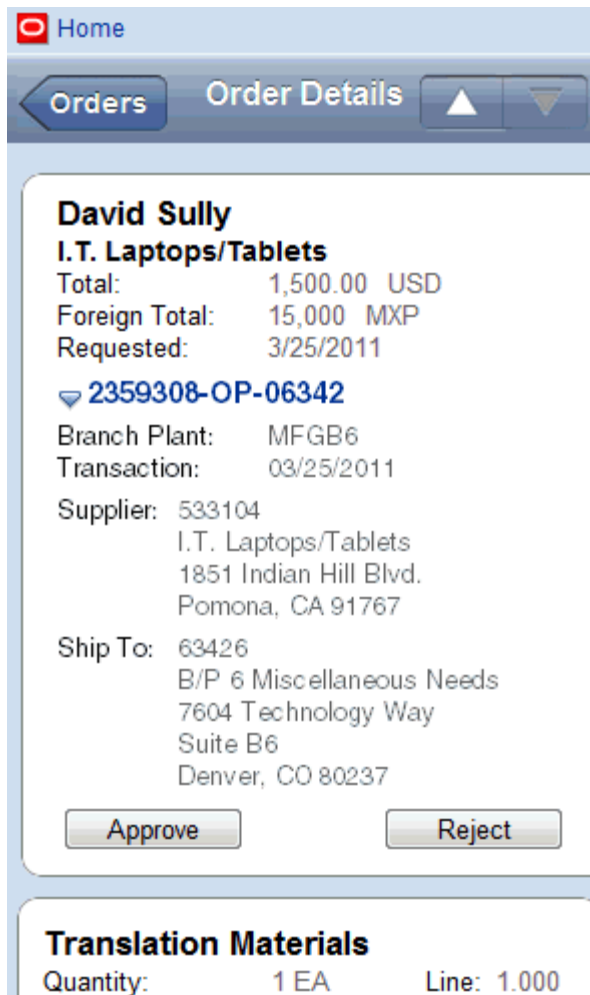 Home
Orders Order Details
David Sully
I.T. Laptops/Tablets
Total: 1,500.00 USD
Foreign Total: 15,000 MXP
Requested: 3/25/2011
2359308-OP-06342
Branch Plant: MFGB6
Transaction: 03/25/2011
Supplier: 533104
I.T. Laptops/Tablets
1851 Indian Hill Blvd.
Pomona, CA 91767
Ship To: 63426
B/P 6 Miscellaneous Needs
7604 Technology Way
Suite B6
Denver, CO 80237
Approve Reject
Translation Materials
Quantity: 1 EA Line: 1.000